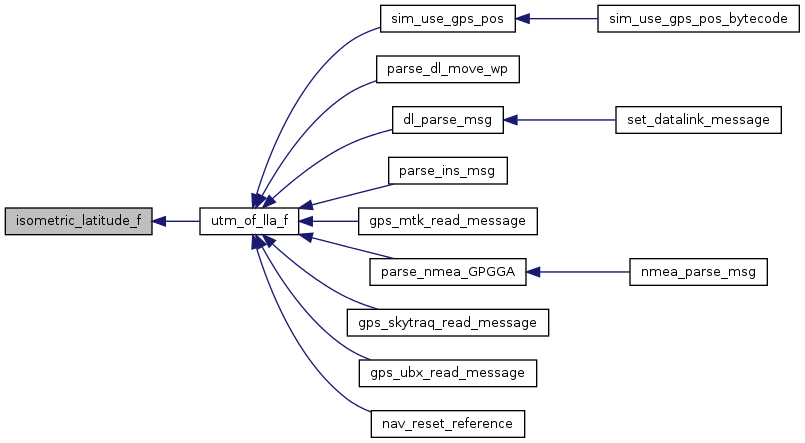 sim_use_gps_pos
sim_use_gps_pos_bytecode
parse_dl_move_wp
dl_parse_msg
set_datalink_message
parse_ins_msg
isometric_latitude_f
utm_of_lla_f
gps_mtk_read_message
parse_nmea_GPGGA
nmea_parse_msg
gps_skytraq_read_message
gps_ubx_read_message
nav_reset_reference